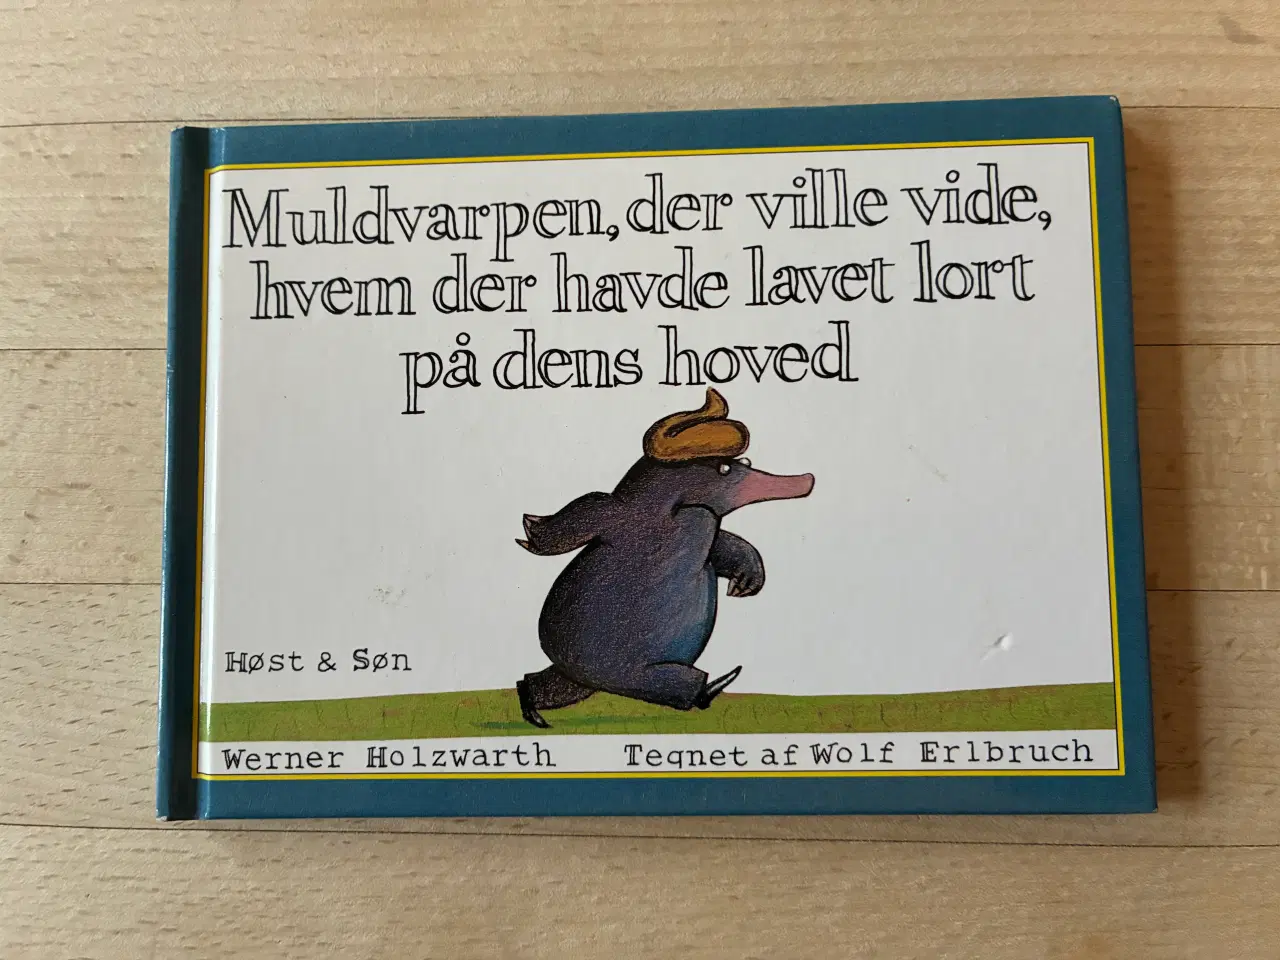 Muldvarpen, der ville vide,
hvem der havde lavet lort
på dens hoved
Høst & Søn
Werner Holzwarth Tegnet af Wolf Erlbruch